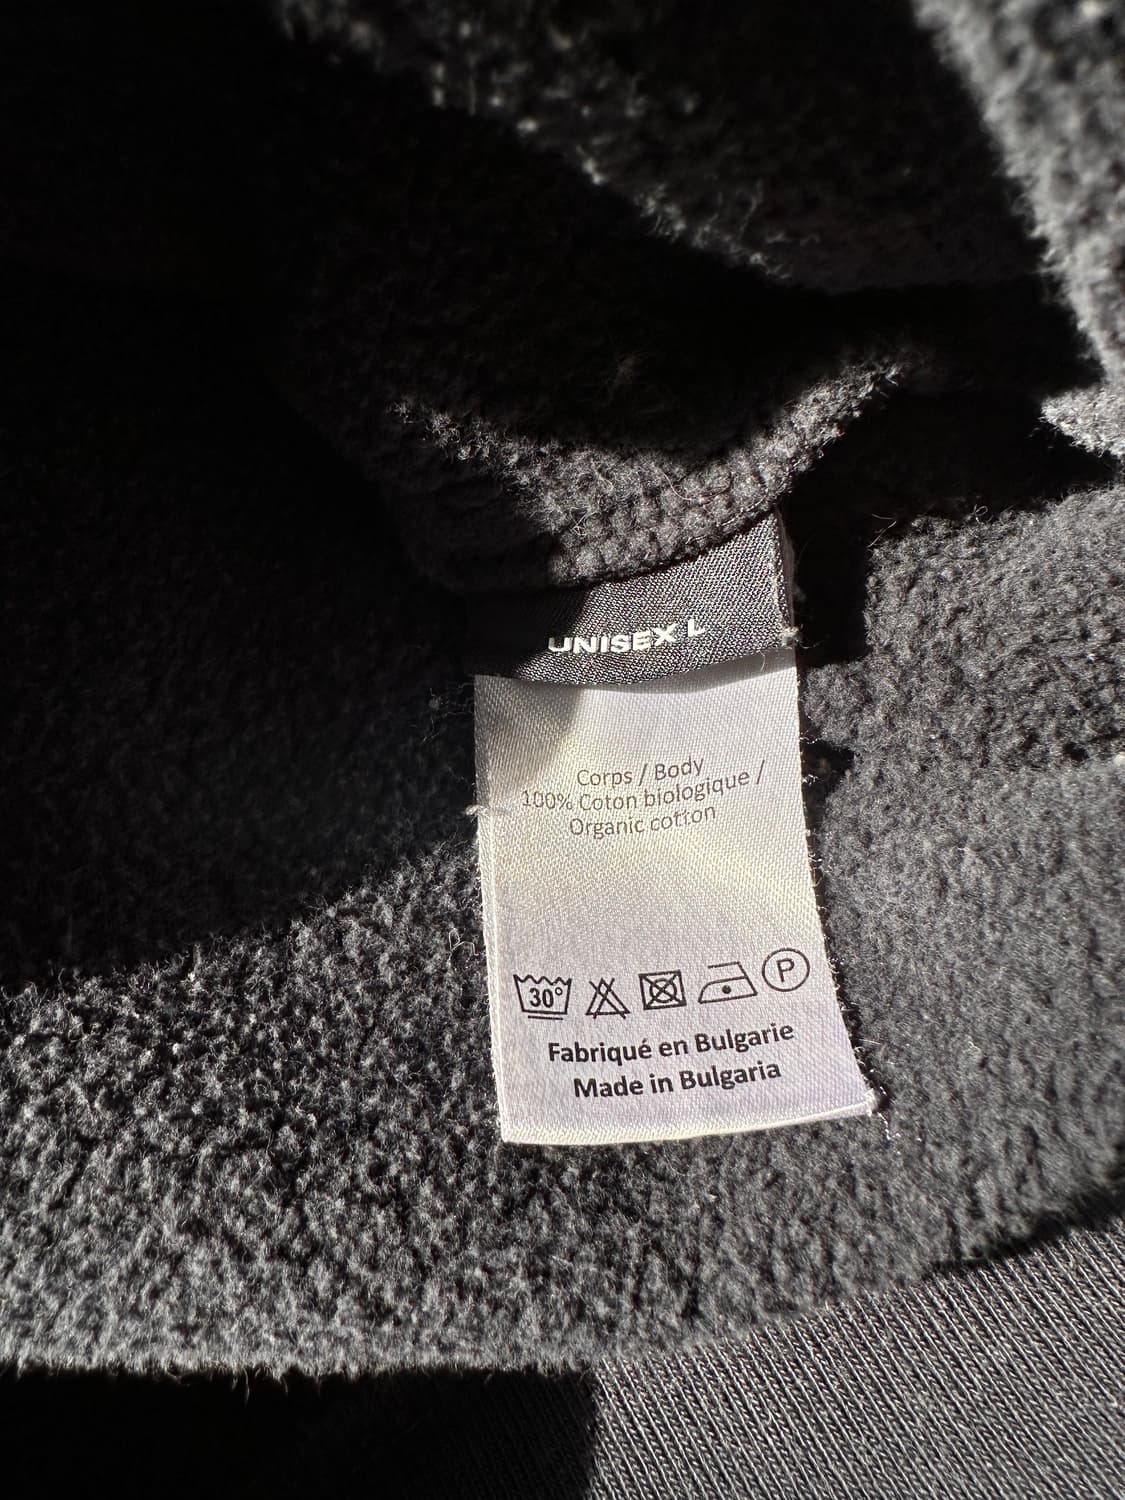 UNISEX L
Corps / Body
100% Coton biologique /
Organic cotton
30°
P
Fabriqué en Bulgarie
Made in Bulgaria